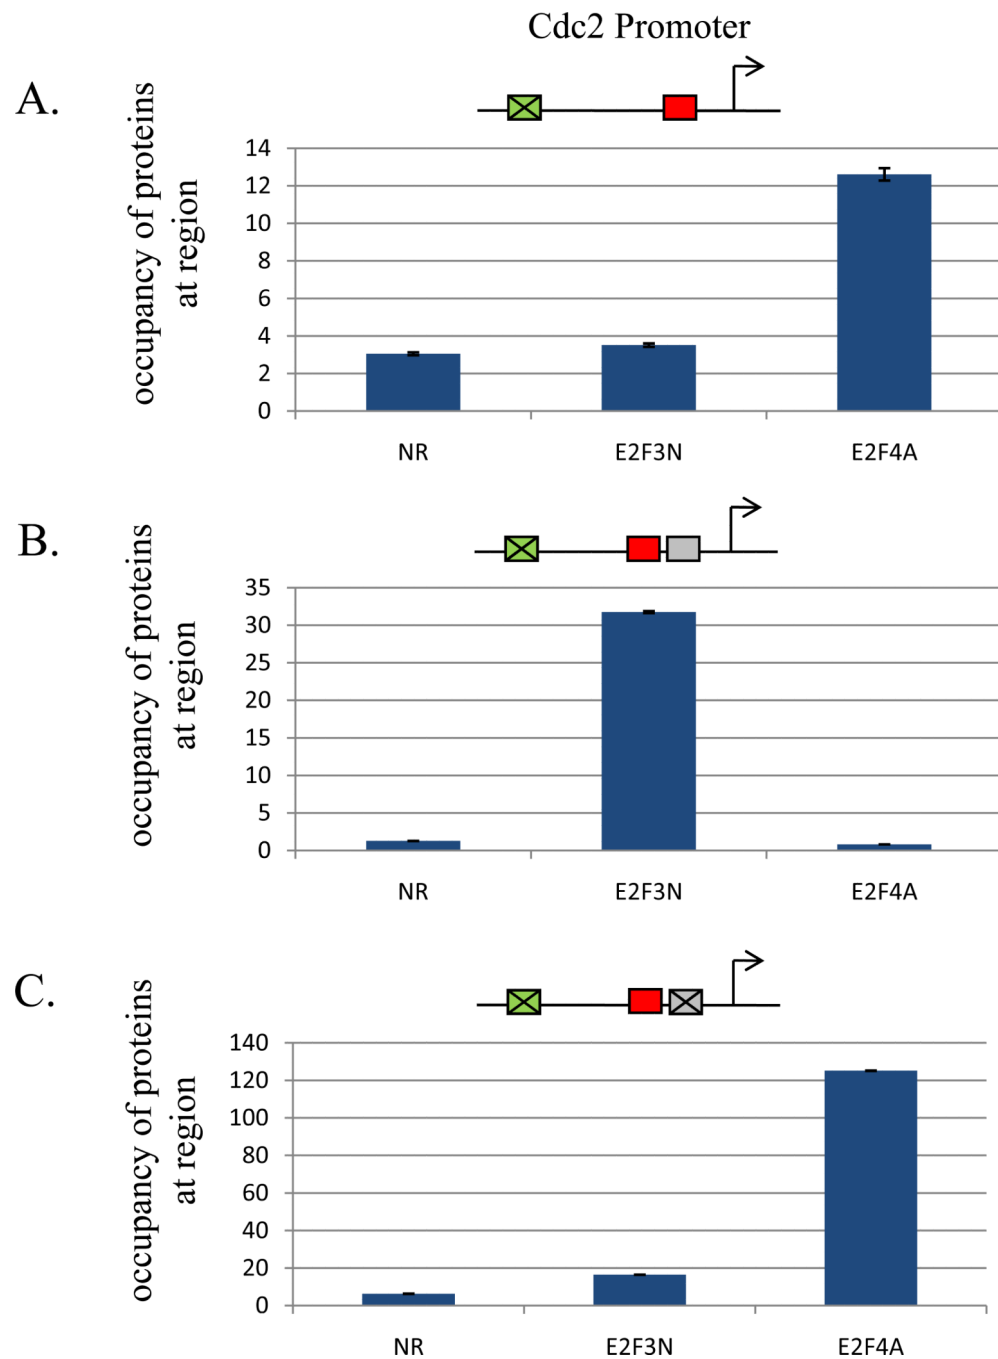 Cdc2 Promoter
A.
occupancy of proteins
at region
14
12
10
8
6
4
2
0
NR E2F3N E2F4A
B.
occupancy of proteins
at region
35
30
25
20
15
10
5
0
NR E2F3N E2F4A
C.
occupancy of proteins
at region
140
120
100
80
60
40
20
0
NR E2F3N E2F4A